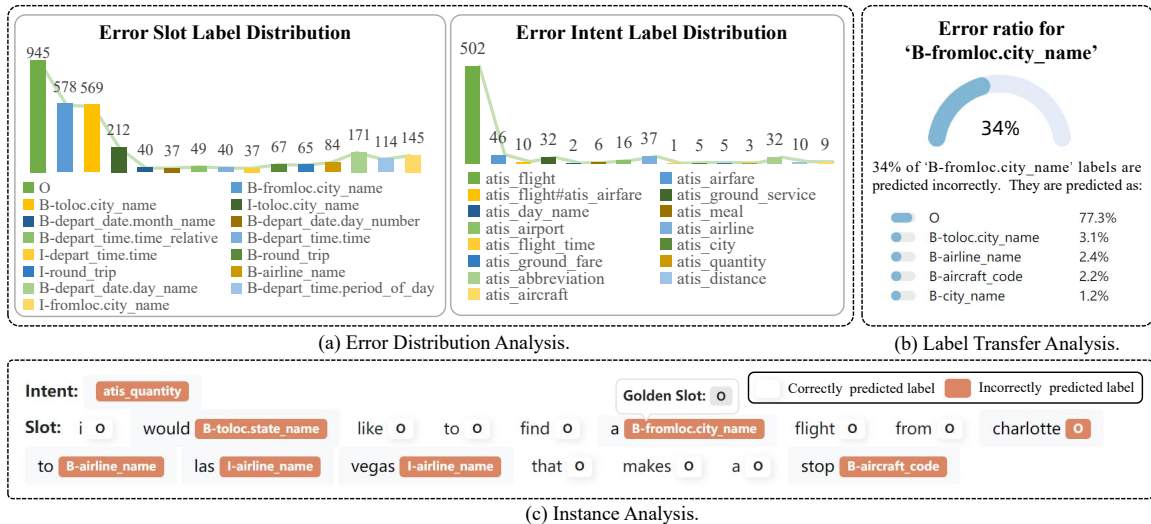 Error Slot Label Distribution
945
578 569
212
40 37 49 40 37 67 65 84 171 114 145
O B-fromloc.city_name
B-toloc.city_name I-toloc.city_name
B-depart_date.month_name B-depart_date.day_number
B-depart_time.time_relative B-depart_time.time
I-depart_time.time B-round_trip
I-round_trip B-airline_name
B-depart_date.day_name B-depart_time.period_of_day
I-fromloc.city_name
Error Intent Label Distribution
502
46 10 32 2 6 16 37 1 5 5 3 32 10 9
atis_flight atis_airfare
atis_flight#atis_airfare atis_ground_service
atis_day_name atis_meal
atis_airport atis_airline
atis_flight_time atis_city
atis_ground_fare atis_quantity
atis_abbreviation atis_distance
atis_aircraft
(a) Error Distribution Analysis.
Error ratio for
‘B-fromloc.city_name’
34%
34% of ‘B-fromloc.city_name’ labels are
predicted incorrectly. They are predicted as:
O 77.3%
B-toloc.city_name 3.1%
B-airline_name 2.4%
B-aircraft_code 2.2%
B-city_name 1.2%
(b) Label Transfer Analysis.
Intent: atis_quantity
Golden Slot: O
Correctly predicted label Incorrectly predicted label
Slot: i O would B-toloc.state_name like O to O find O a B-fromloc.city_name flight O from O charlotte O
to B-airline_name las I-airline_name vegas I-airline_name that O makes O a O stop B-aircraft_code
(c) Instance Analysis.